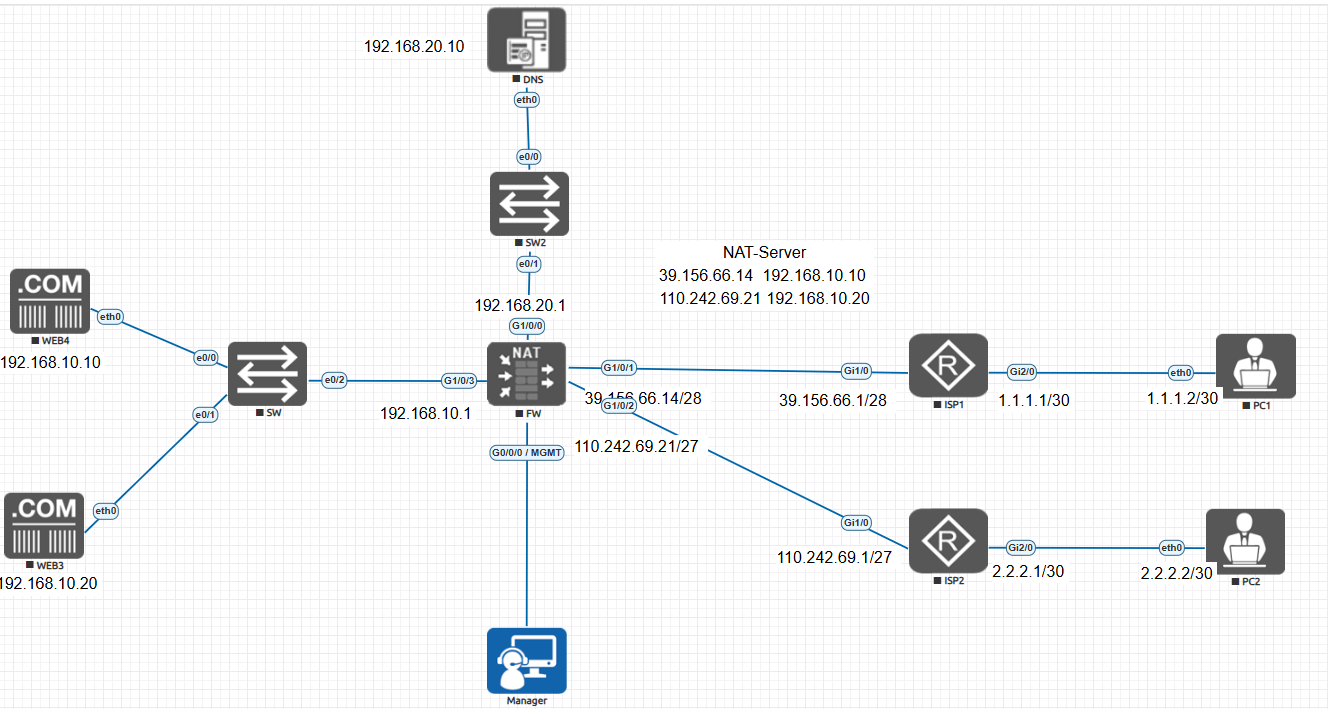 192.168.20.10
DNS
eth0
e0/0
SW2
e0/1
NAT-Server
39.156.66.14 192.168.10.10
110.242.69.21 192.168.10.20
192.168.20.1
G1/0/0
.COM
WEB4
eth0
192.168.10.10
e0/0
SW
e0/1
e0/2
G1/0/3
192.168.10.1
NAT
FW
G1/0/1
39.156.66.14/28
G1/0/2
110.242.69.21/27
G0/0/0 / MGMT
Gi1/0
39.156.66.1/28
R
ISP1
Gi2/0
1.1.1.1/30
eth0
1.1.1.2/30
PC1
.COM
WEB3
eth0
192.168.10.20
Gi1/0
110.242.69.1/27
R
ISP2
Gi2/0
2.2.2.1/30
eth0
2.2.2.2/30
PC2
Manager